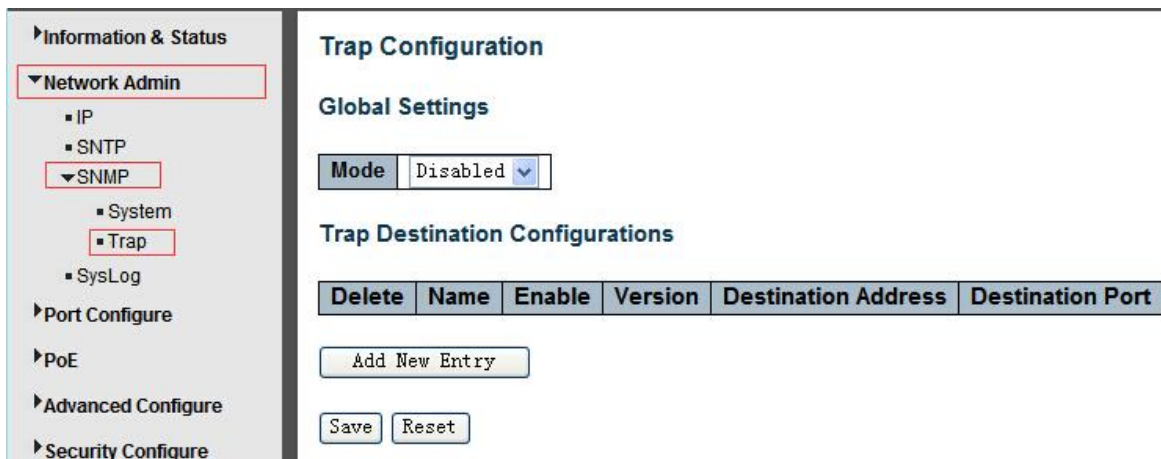 Information & Status
Network Admin
IP
SNTP
SNMP
System
Trap
SysLog
Port Configure
PoE
Advanced Configure
Security Configure
Trap Configuration
Global Settings
Mode Disabled
Trap Destination Configurations
Delete Name Enable Version Destination Address Destination Port
Add New Entry
Save Reset